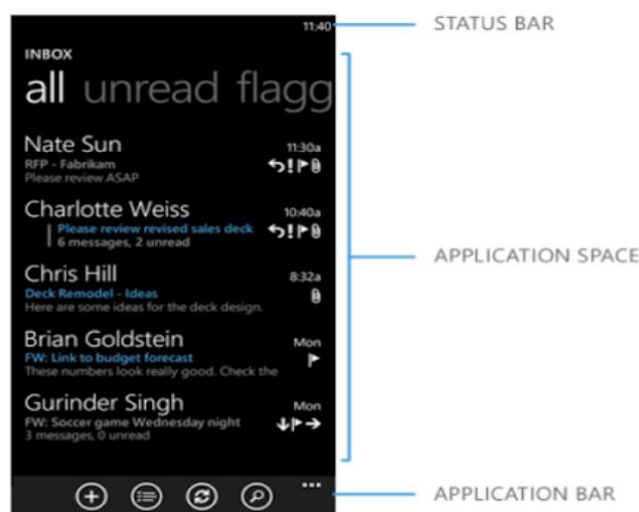 11:40
STATUS BAR
INBOX
all unread flagg
Nate Sun
11:30a
RFP - Fabrikam
Please review ASAP
Charlotte Weiss
10:40a
Please review revised sales deck
6 messages, 2 unread
APPLICATION SPACE
Chris Hill
8:32a
Deck Remodel - Ideas
Here are some ideas for the deck design.
Brian Goldstein
Mon
FW: Link to budget forecast
These numbers look really good. Check the
Gurinder Singh
Mon
FW: Soccer game Wednesday night
3 messages, 0 unread
...
APPLICATION BAR